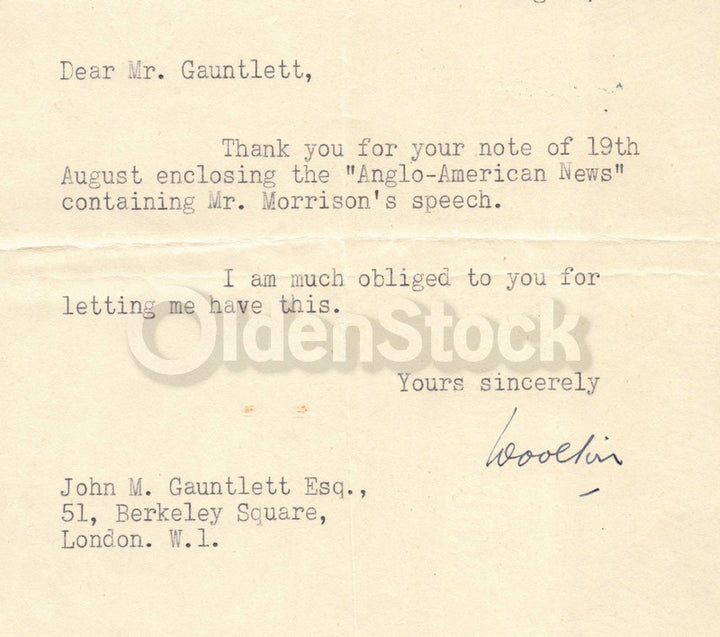 Dear Mr. Gauntlett,
Thank you for your note of 19th
August enclosing the "Anglo-American News"
containing Mr. Morrison's speech.
I am much obliged to you for
letting me have this.
OldenStock
Yours sincerely
Woolton
John M. Gauntlett Esq.,
51, Berkeley Square,
London. W.1.